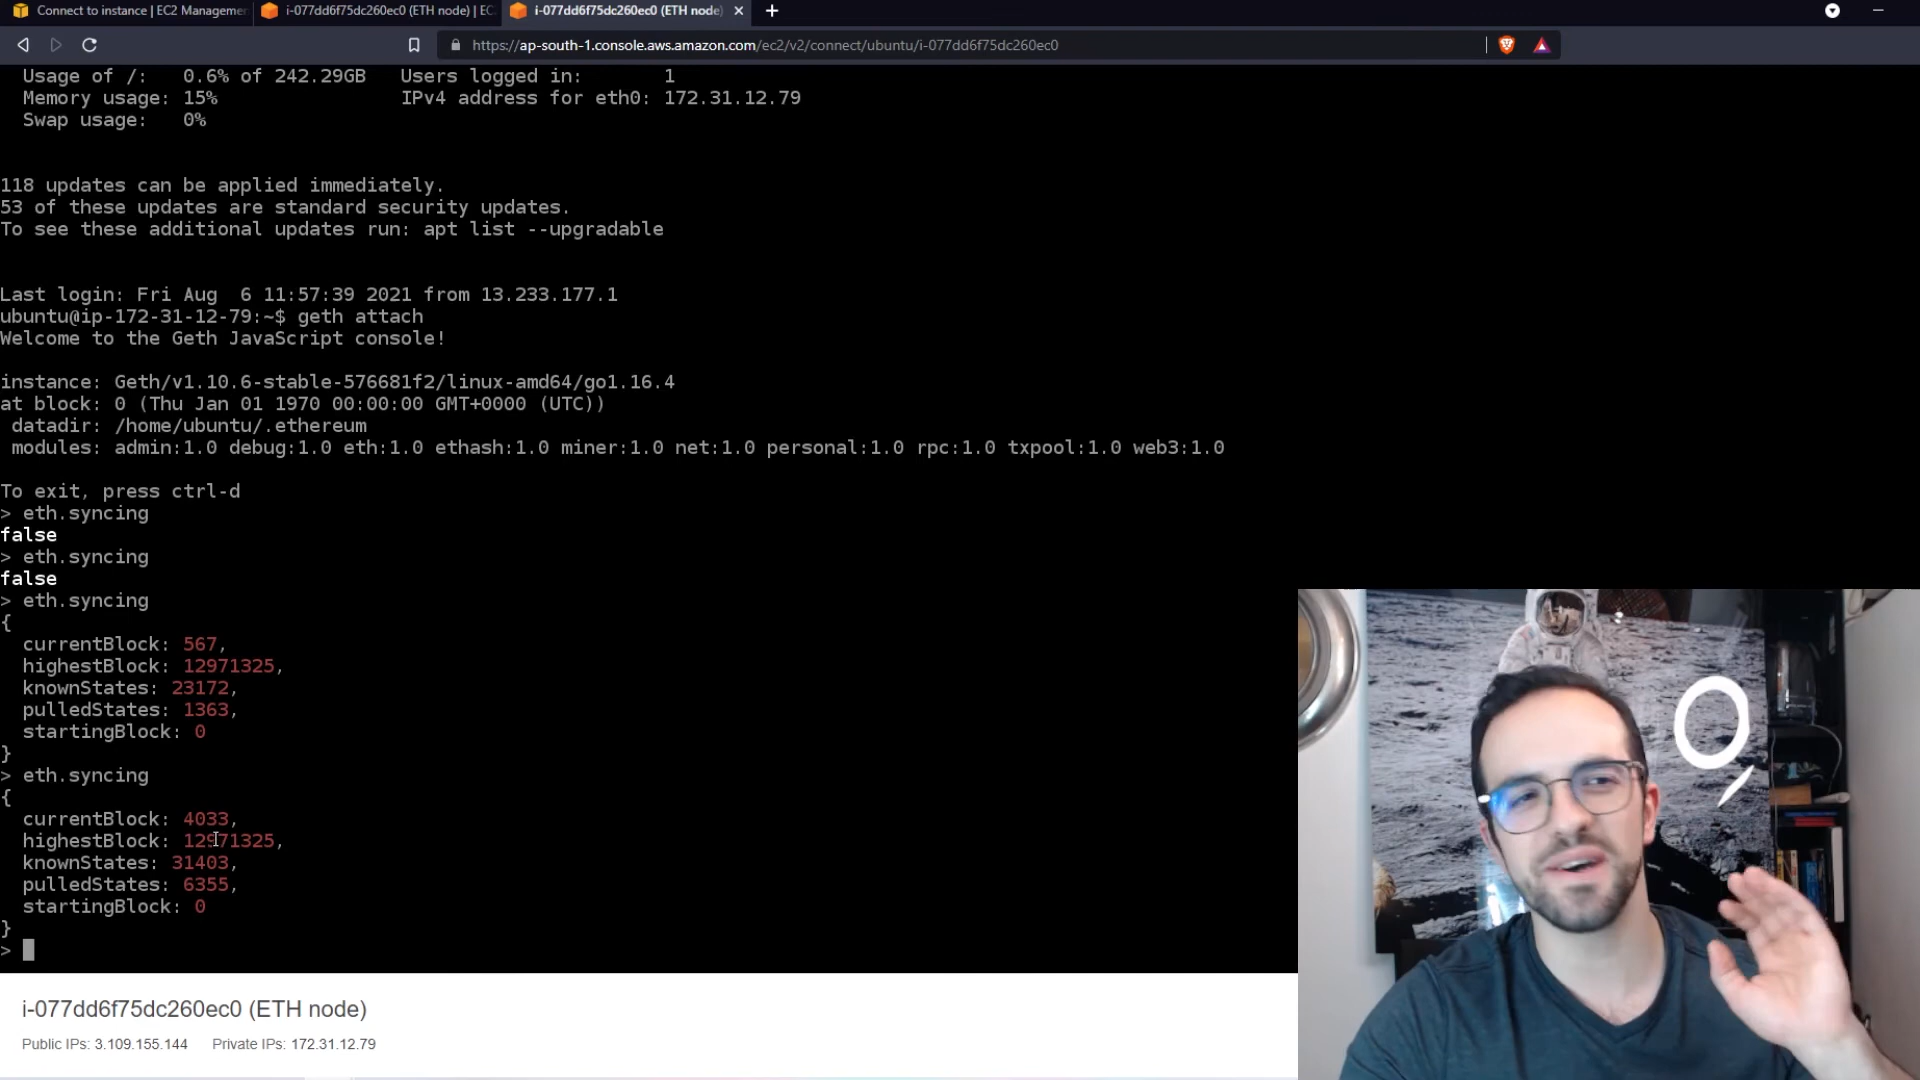 Connect to instance | EC2 Manageme
i-077dd6f75dc260ec0 (ETH node) | EC
i-077dd6f75dc260ec0 (ETH node)
https://ap-south-1.console.aws.amazon.com/ec2/v2/connect/ubuntu/i-077dd6f75dc260ec0
Usage of /: 0.6% of 242.29GB Users logged in: 1
Memory usage: 15% IPv4 address for eth0: 172.31.12.79
Swap usage: 0%
118 updates can be applied immediately.
53 of these updates are standard security updates.
To see these additional updates run: apt list --upgradable
Last login: Fri Aug 6 11:57:39 2021 from 13.233.177.1
ubuntu@ip-172-31-12-79:~$ geth attach
Welcome to the Geth JavaScript console!
instance: Geth/v1.10.6-stable-576681f2/linux-amd64/go1.16.4
at block: 0 (Thu Jan 01 1970 00:00:00 GMT+0000 (UTC))
datadir: /home/ubuntu/.ethereum
modules: admin:1.0 debug:1.0 eth:1.0 ethash:1.0 miner:1.0 net:1.0 personal:1.0 rpc:1.0 txpool:1.0 web3:1.0
To exit, press ctrl-d
> eth.syncing
false
> eth.syncing
false
> eth.syncing
{
currentBlock: 567,
highestBlock: 12971325,
knownStates: 23172,
pulledStates: 1363,
startingBlock: 0
}
> eth.syncing
{
currentBlock: 4033,
highestBlock: 12971325,
knownStates: 31403,
pulledStates: 6355,
startingBlock: 0
}
>
i-077dd6f75dc260ec0 (ETH node)
Public IPs: 3.109.155.144 Private IPs: 172.31.12.79